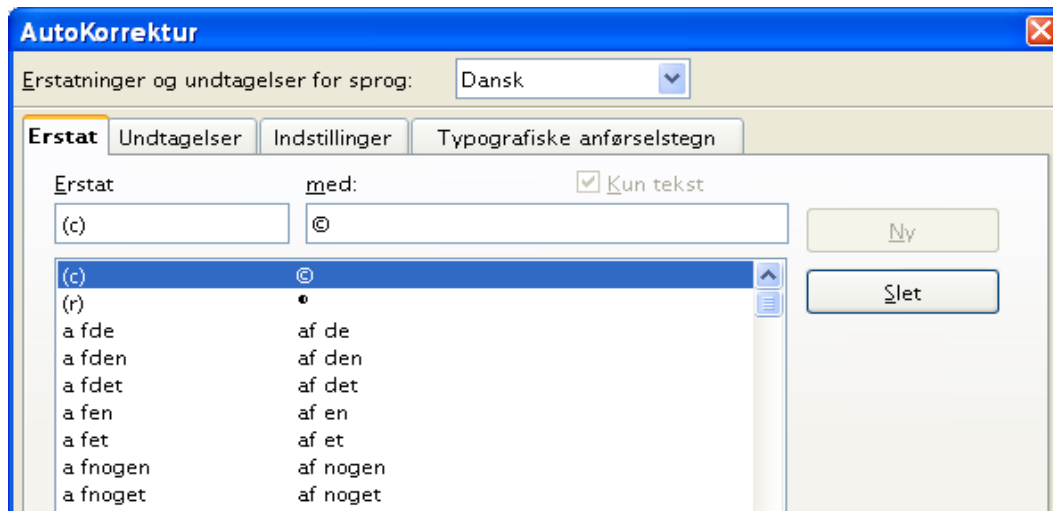 AutoKorrektur
Erstatninger og undtagelser for sprog: Dansk
Erstat Undtagelser Indstillinger Typografiske anførselstegn
Erstat med: Kun tekst
(c) © Ny
(c) ©
Slet
(r)
a fde af de
a fden af den
a fdet af det
a fen af en
a fet af et
a fnogen af nogen
a fnoget af noget